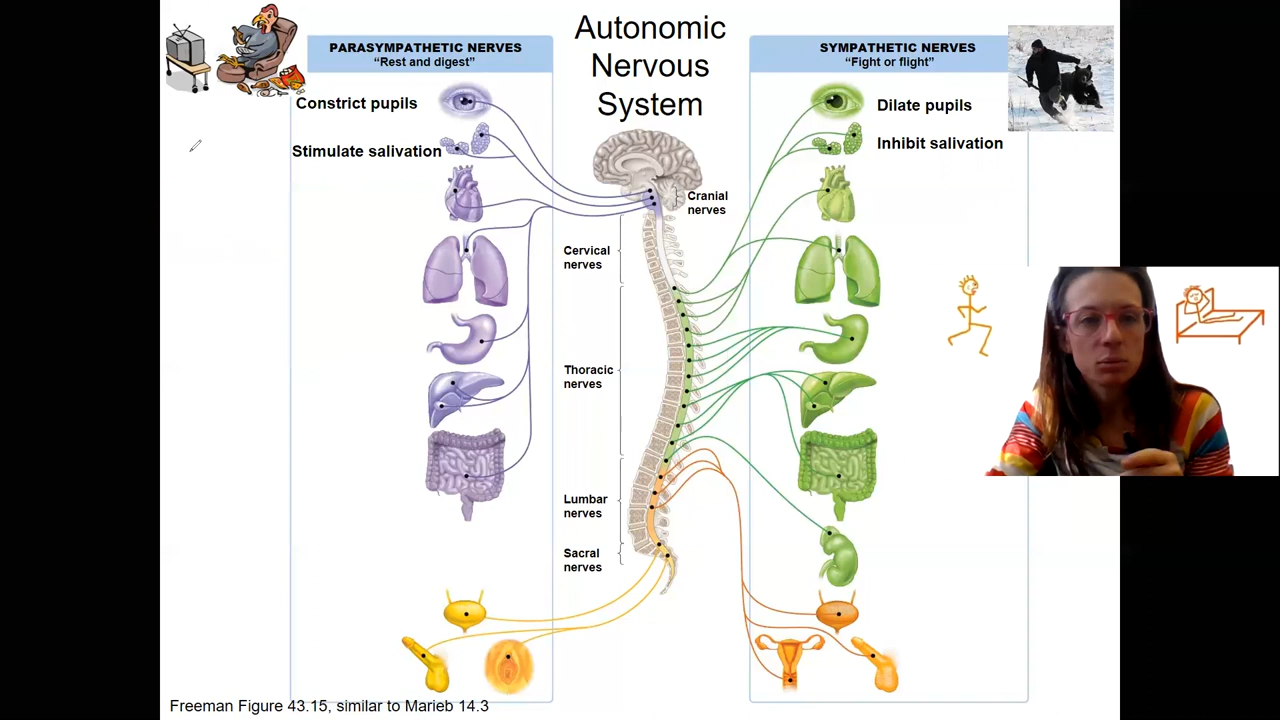 Autonomic
Nervous
System
PARASYMPATHETIC NERVES
"Rest and digest"
Constrict pupils
Stimulate salivation
SYMPATHETIC NERVES
"Fight or flight"
Dilate pupils
Inhibit salivation
Cranial
nerves
Cervical
nerves
Thoracic
nerves
Lumbar
nerves
Sacral
nerves
Freeman Figure 43.15, similar to Marieb 14.3